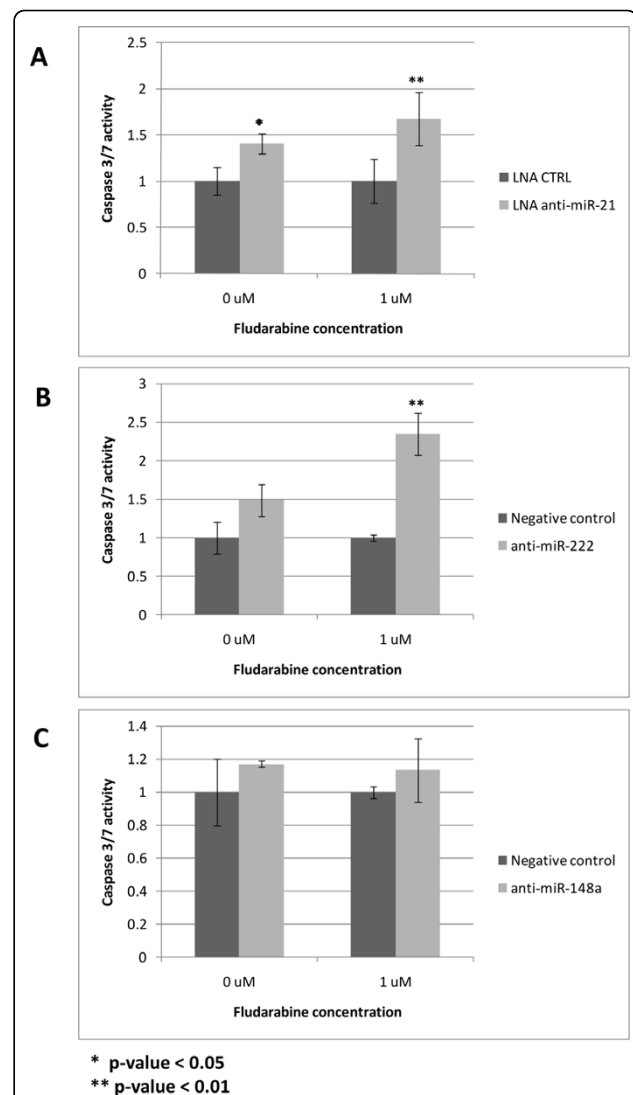 A
2.5
2
1.5
1
0.5
0
Caspase 3/7 activity
*
**
0 uM
1 uM
Fludarabine concentration
LNA CTRL
LNA anti-miR-21
B
3
2.5
2
1.5
1
0.5
0
Caspase 3/7 activity
**
0 uM
1 uM
Fludarabine concentration
Negative control
anti-miR-222
C
1.4
1.2
1
0.8
0.6
0.4
0.2
0
Caspase 3/7 activity
0 uM
1 uM
Fludarabine concentration
Negative control
anti-miR-148a
* p-value < 0.05
** p-value < 0.01